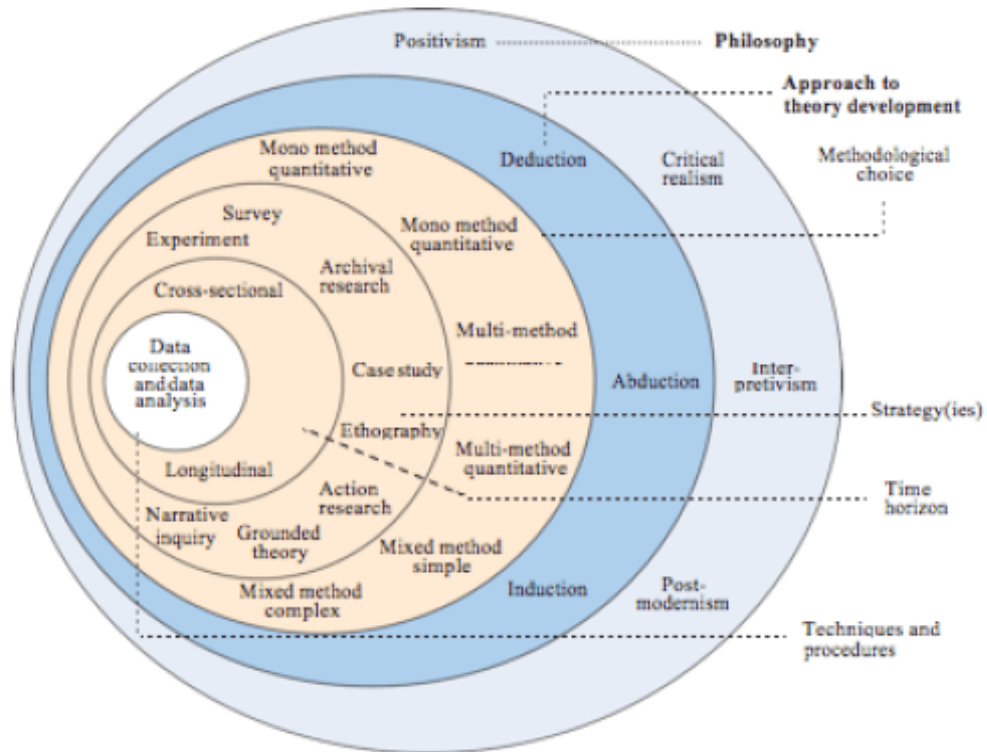 Positivism
Philosophy
Approach to
theory development
Mono method
quantitative
Deduction
Critical
realism
Methodological
choice
Survey
Experiment
Mono method
quantitative
Archival
research
Cross-sectional
Multi-method
Data
collection
and data
analysis
Case study
Abduction
Inter-
pretivism
Strategy(ies)
Ethography
Multi-method
quantitative
Longitudinal
Time
horizon
Action
research
Narrative
inquiry
Grounded
theory
Mixed method
simple
Mixed method
complex
Induction
Post-
modernism
Techniques and
procedures